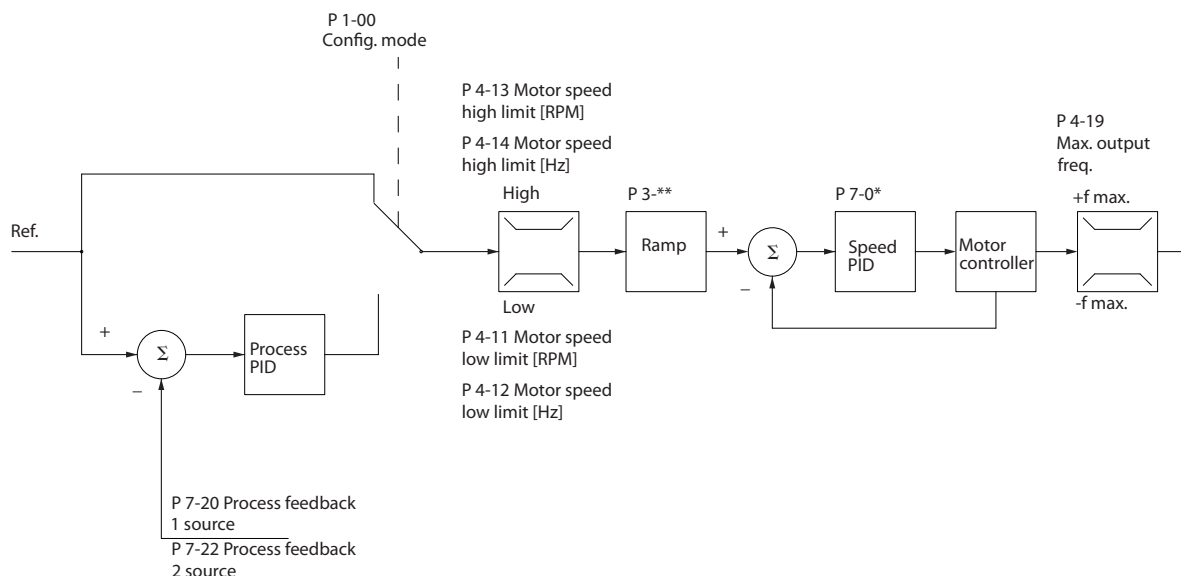 P 1-00
Config. mode
P 4-13 Motor speed
high limit [RPM]
P 4-14 Motor speed
high limit [Hz]
P 4-19
Max. output
freq.
High
P 3-**
P 7-0*
+f max.
Ref.
Ramp
+
Σ
_
Speed
PID
Motor
controller
Low
-f max.
P 4-11 Motor speed
low limit [RPM]
P 4-12 Motor speed
low limit [Hz]
+
Σ
_
Process
PID
P 7-20 Process feedback
1 source
P 7-22 Process feedback
2 source